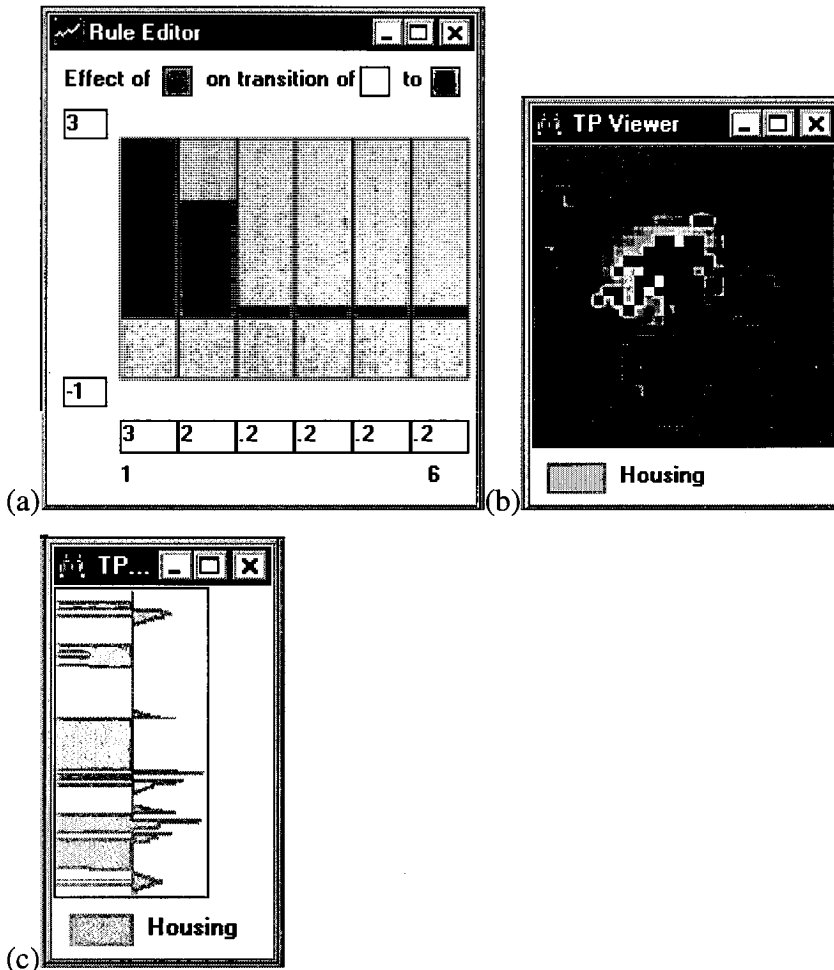 Rule Editor
Effect of on transition of to
3
-1
3 2 .2 .2 .2 .2
1 6
(a)
TP Viewer
Housing
(b)
TP...
Housing
(c)